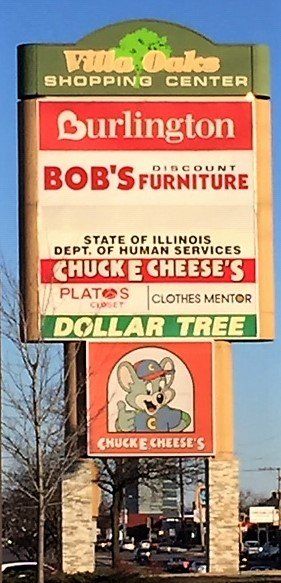 Villa Oaks
SHOPPING CENTER
Burlington
BOB'S DISCOUNT FURNITURE
STATE OF ILLINOIS
DEPT. OF HUMAN SERVICES
CHUCK E CHEESE'S
PLATO'S CLOSET
CLOTHES MENTOR
DOLLAR TREE
CHUCK E. CHEESE'S